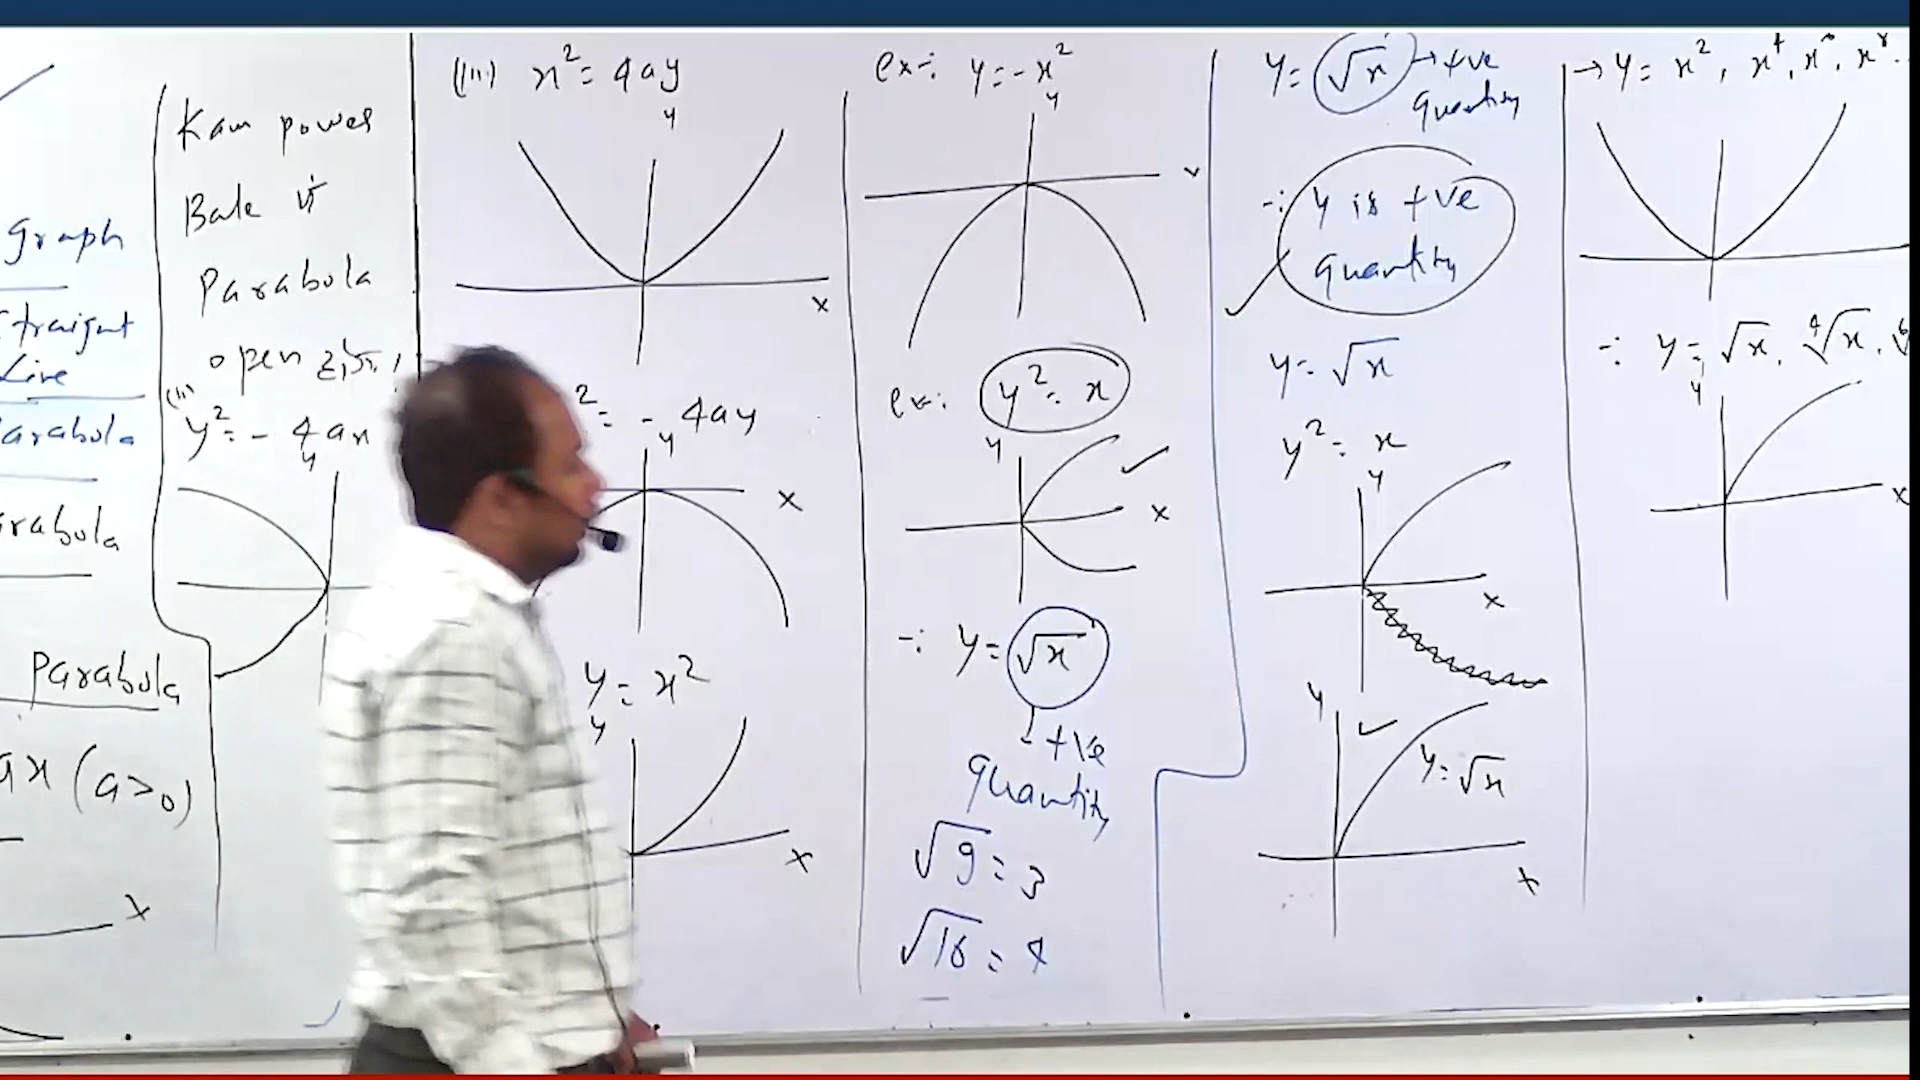 graph
Straight
Line
Parabola
Parabola
Parabola
ax (a>0)
x
Kam power
Bale
Parabola
open
(ii)
y² = - 4ax
y
(iii) x² = 4ay
y
x
² = - 4ay
y
x
y = x²
y
x
ex-: y = -x²
y
ex-: y² = x
y
x
-: y = √x
+ve
quantity
√9 = 3
√16 = 4
y = √x → +ve
quantity
-: y is +ve
quantity
y = √x
y² = x
y
x
y
y = √x
x
→ y = x², x⁴,
-: y = √x, ∜x,
y
x